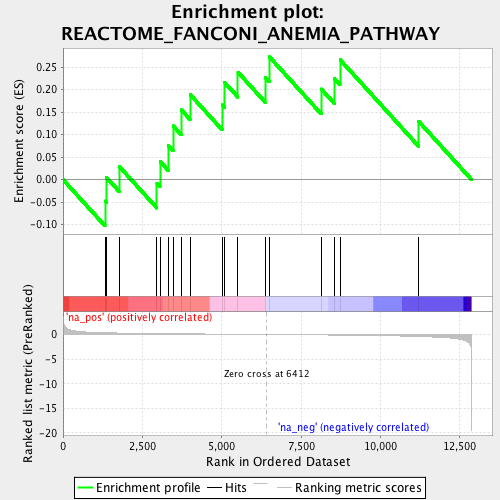 Enrichment plot:
REACTOME_FANCONI_ANEMIA_PATHWAY
Enrichment score (ES)
0.25
0.20
0.15
0.10
0.05
0.00
-0.05
-0.10
'na_pos' (positively correlated)
Ranked list metric (PreRanked)
0
-5
-10
-15
-20
Zero cross at 6412
'na_neg' (negatively correlated)
0
2,500
5,000
7,500
10,000
12,500
Rank in Ordered Dataset
Enrichment profile
Hits
Ranking metric scores